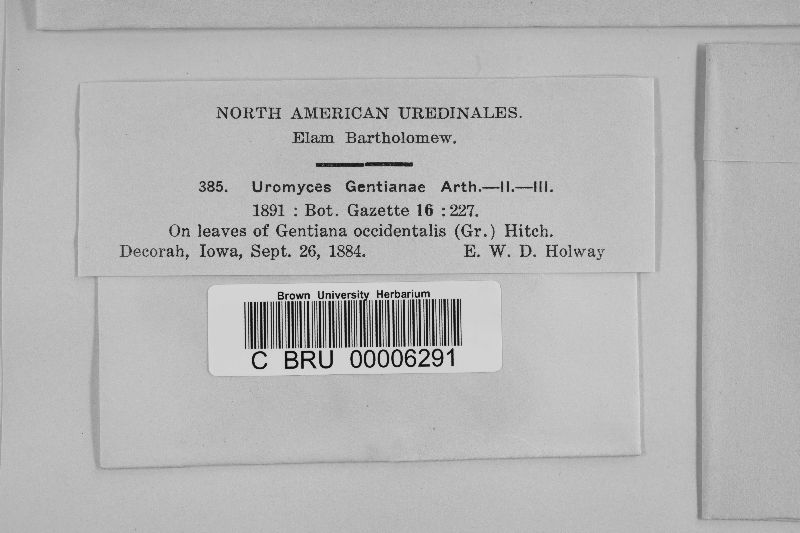 NORTH AMERICAN UREDINALES.
Elam Bartholomew.
385. Uromyces Gentianae Arth.—II.—III.
1891 : Bot. Gazette 16 : 227.
On leaves of Gentiana occidentalis (Gr.) Hitch.
Decorah, Iowa, Sept. 26, 1884. E. W. D. Holway
Brown University Herbarium
C BRU 00006291